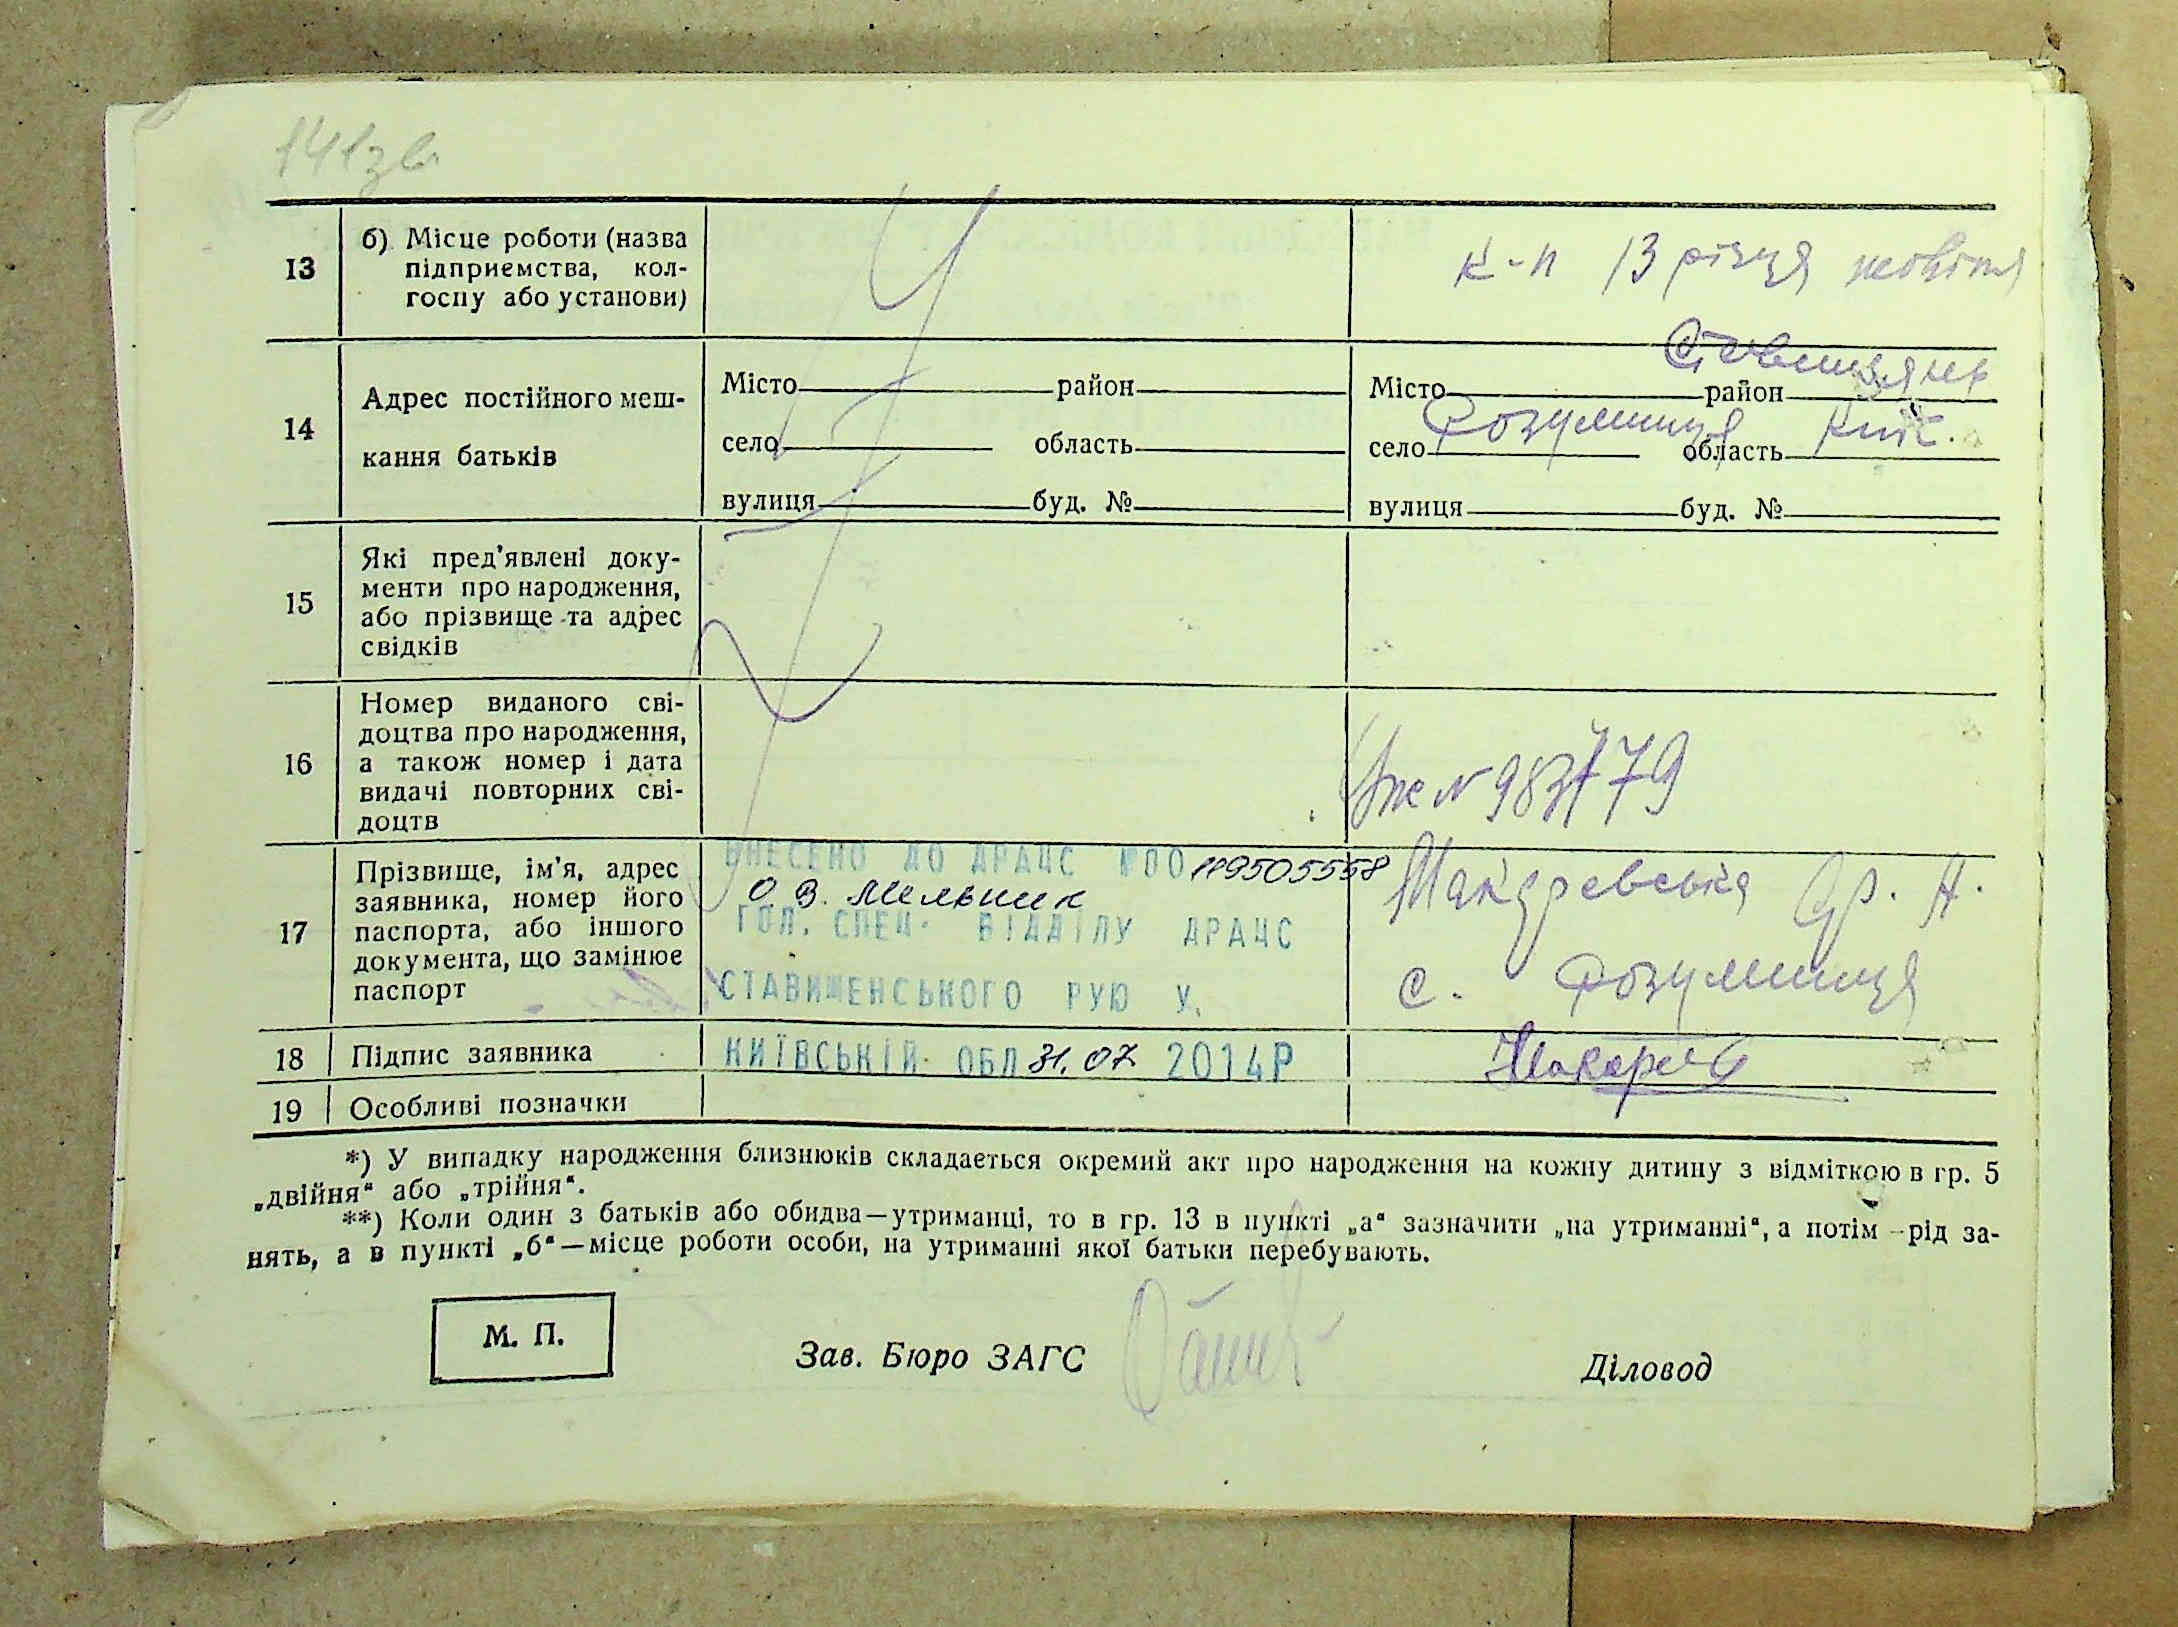 141зв
13
б) Місце роботи (назва
підприємства, кол-
госпу або установи)
к-п 13 річчя жовтня
14
Адрес постійного меш-
кання батьків
Місто район
село область
вулиця буд. №
Місто район
село Розумниця область Київ.
вулиця буд. №
15
Які пред'явлені доку-
менти про народження,
або прізвище та адрес
свідків
16
Номер виданого сві-
доцтва про народження,
а також номер і дата
видачі повторних сві-
доцтв
17
Прізвище, ім'я, адрес
заявника, номер його
паспорта, або іншого
документа, що замінює
паспорт
ВНЕСЕНО ДО ДРАЦС №00119505558
О.В. Мельник
ГОЛ. СПЕЦ. ВІДДІЛУ ДРАЦС
СТАВИЩЕНСЬКОГО РУЮ У
КИЇВСЬКІЙ ОБЛ 31.07 2014Р
Макаревська Яр. А.
с. Розумниця
18
Підпис заявника
19
Особливі позначки
*) У випадку народження близнюків складається окремий акт про народження на кожну дитину з відміткою в гр. 5
„двійня“ або „трійня“.
**) Коли один з батьків або обидва—утриманці, то в гр. 13 в пункті „а“ зазначити „на утриманні“, а потім –рід за-
нять, а в пункті „б“—місце роботи особи, на утриманні якої батьки перебувають.
М. П.
Зав. Бюро ЗАГС
Діловод